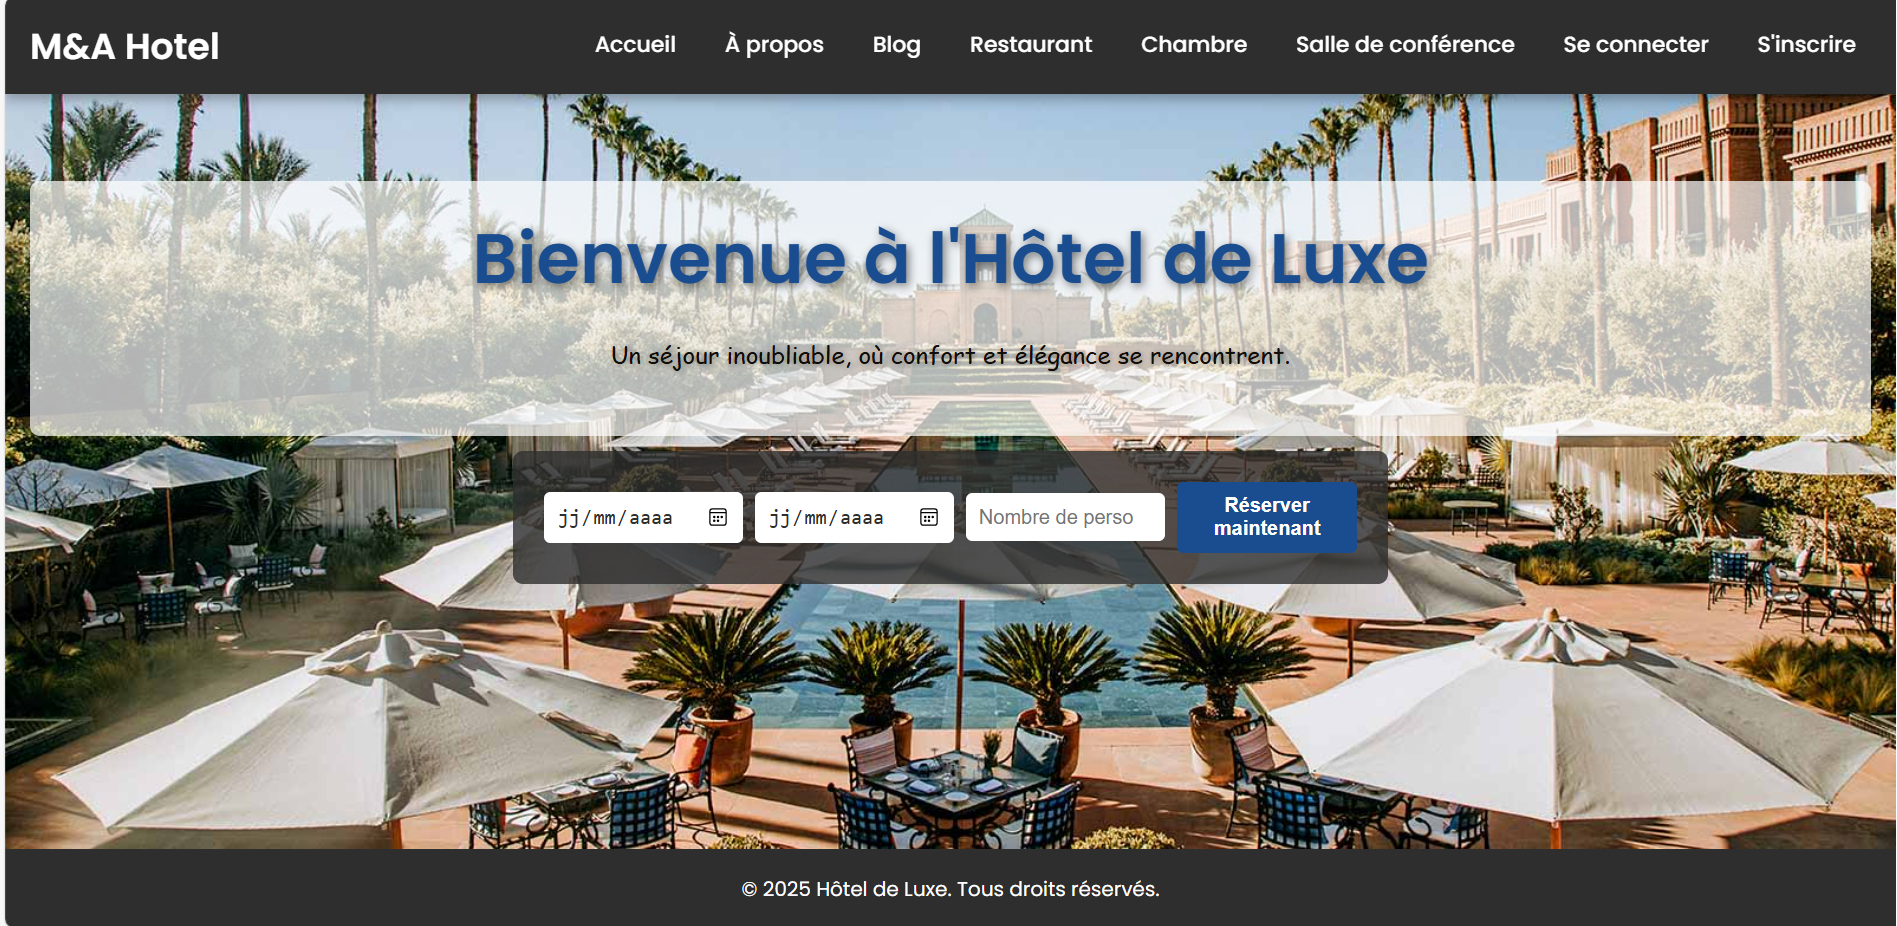 M&A Hotel
Accueil À propos Blog Restaurant Chambre Salle de conférence Se connecter S'inscrire
Bienvenue à l'Hôtel de Luxe
Un séjour inoubliable, où confort et élégance se rencontrent.
jj/mm/aaaa jj/mm/aaaa Nombre de perso Réserver
maintenant
© 2025 Hôtel de Luxe. Tous droits réservés.